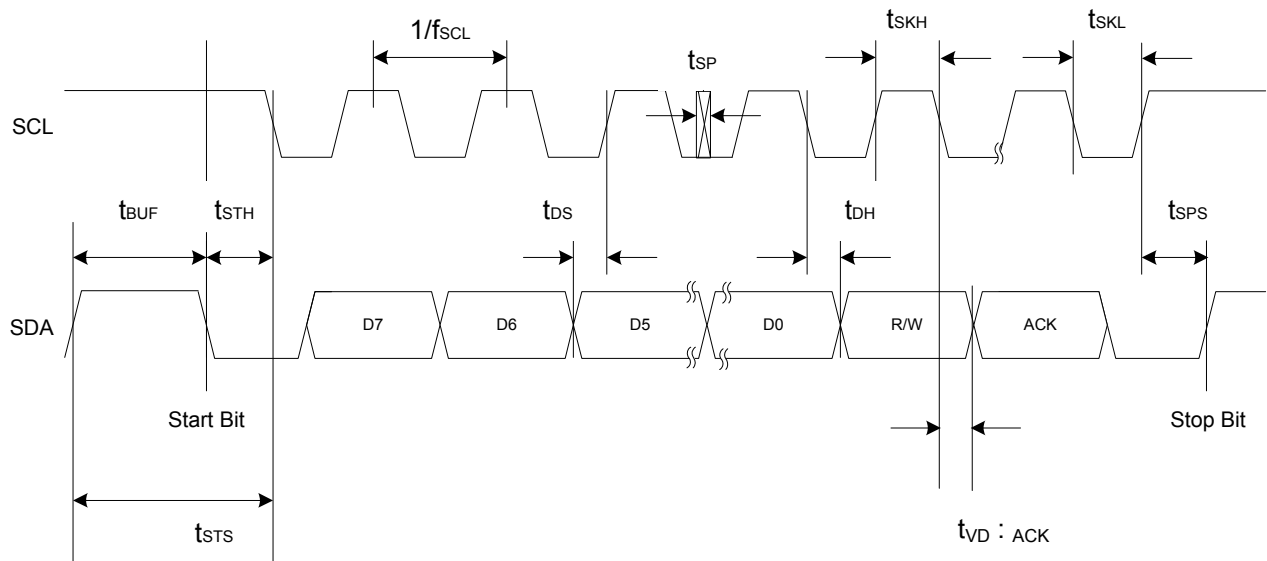 1/fSCL
tSKH
tSKL
tSP
SCL
tBUF
tSTH
tDS
tDH
tSPS
SDA
D7
D6
D5
D0
R/W
ACK
Start Bit
Stop Bit
tSTS
tVD : ACK